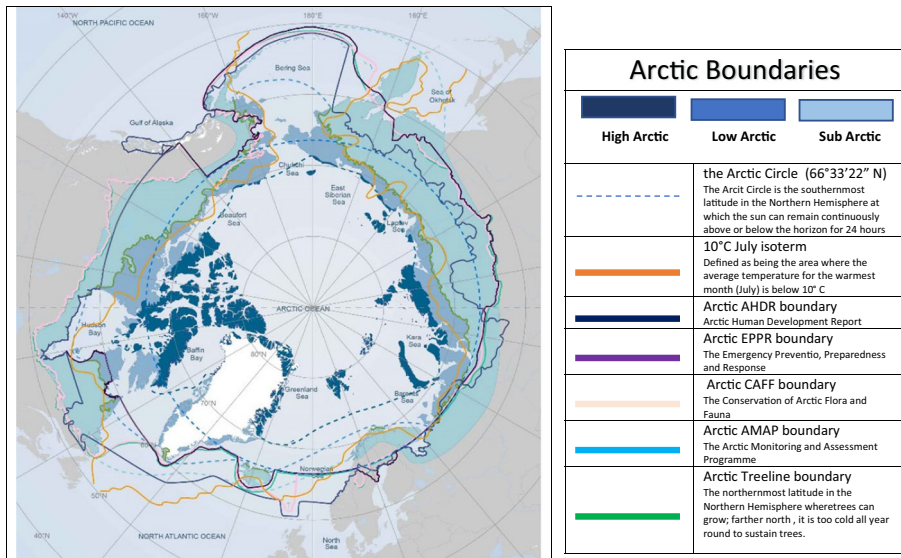 160°W
180°E
160°E
NORTH PACIFIC OCEAN
140°W
Bering Sea
Sea of
Okhotsk
Gulf of Alaska
Chukchi
Sea
East
Siberian
Sea
Beaufort
Sea
Laptev
Sea
ARCTIC OCEAN
Hudson
Bay
Kara
Sea
Baffin
Bay
80°N
Greenland
Sea
Barents
Sea
70°N
60°N
Norwegian
Sea
50°N
40°N
NORTH ATLANTIC OCEAN
North
Sea
Arctic Boundaries
High Arctic Low Arctic Sub Arctic
the Arctic Circle (66°33’22” N)
The Arcit Circle is the southernmost
latitude in the Northern Hemisphere at
which the sun can remain continuously
above or below the horizon for 24 hours
10°C July isoterm
Defined as being the area where the
average temperature for the warmest
month (July) is below 10° C
Arctic AHDR boundary
Arctic Human Development Report
Arctic EPPR boundary
The Emergency Preventio, Preparedness
and Response
Arctic CAFF boundary
The Conservation of Arctic Flora and
Fauna
Arctic AMAP boundary
The Arctic Monitoring and Assessment
Programme
Arctic Treeline boundary
The northernmost latitude in the
Northern Hemisphere wheretrees can
grow; farther north , it is too cold all year
round to sustain trees.